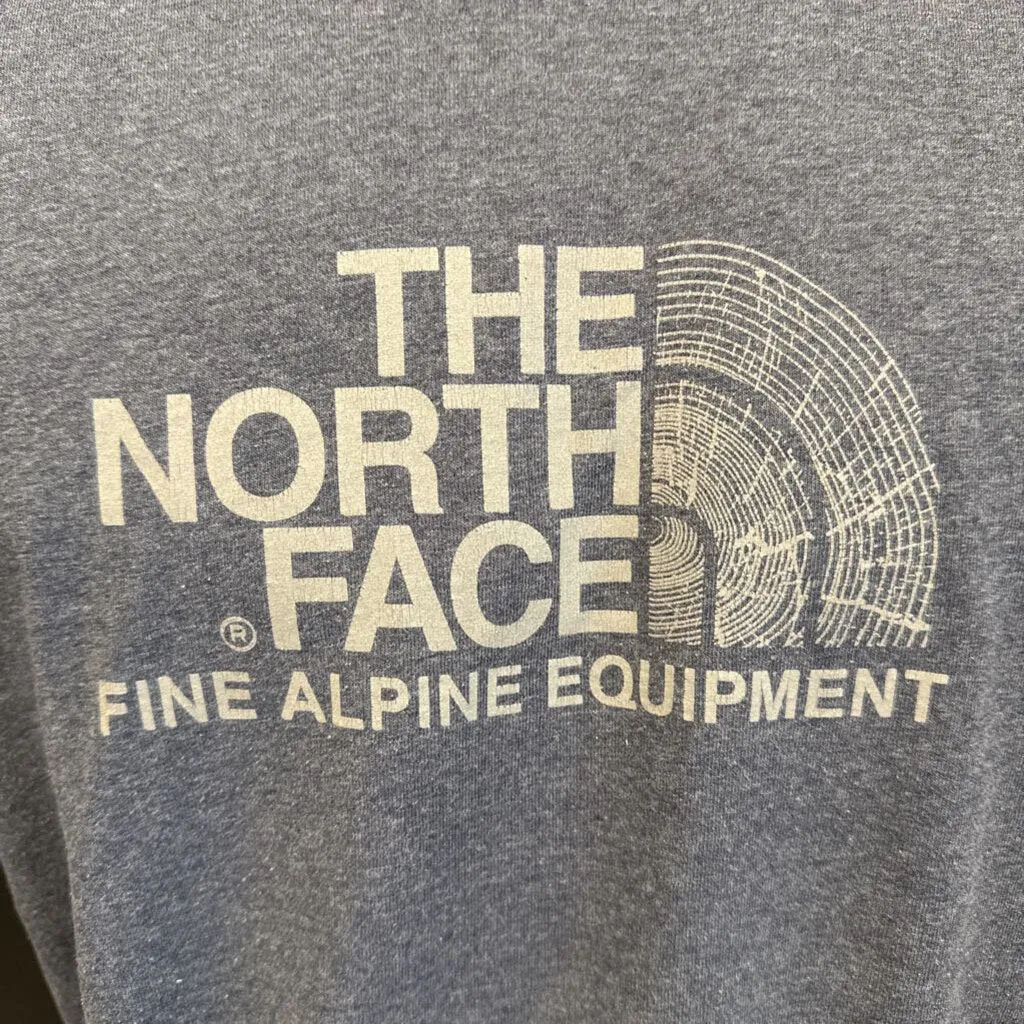 THE
NORTH
® FACE
FINE ALPINE EQUIPMENT